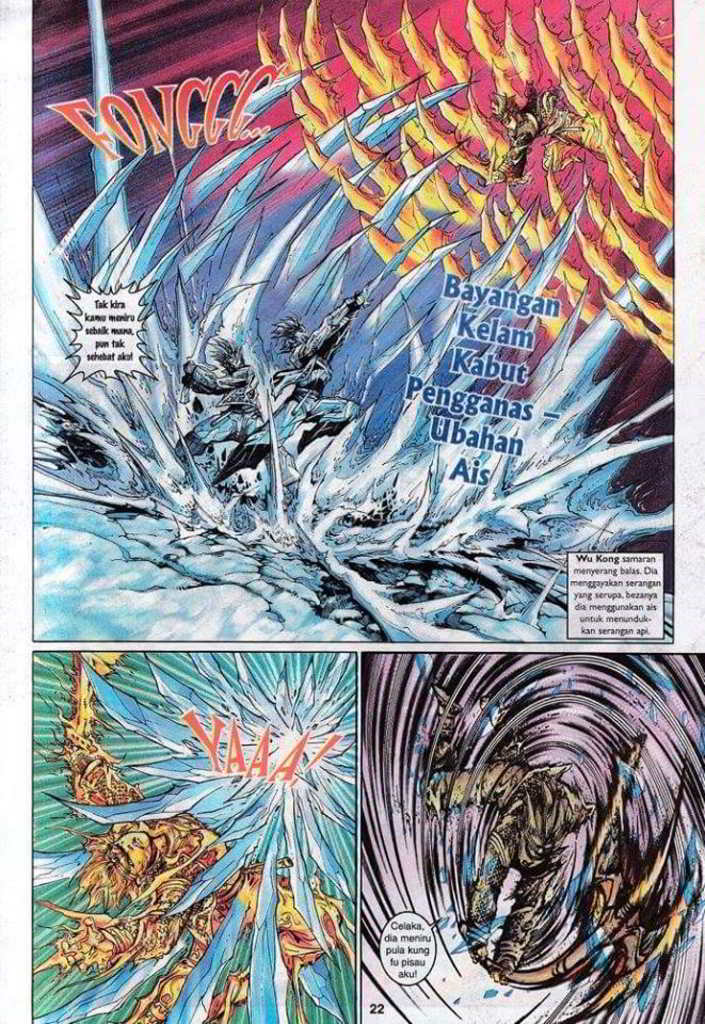 FONGGG...
Tak kira
kamu meniru
sebaik mana,
pun tak
sehebat aku!
Bayangan
Kelam
Kabut
Pengganas –
Ubahan
Ais
Wu Kong samaran
menyerang balas. Dia
menggayakan serangan
yang serupa, bezanya
dia menggunakan ais
untuk menunduk-
kan serangan api.
YAAA!
Celaka,
dia meniru
pula kung
fu pisau
aku!
22